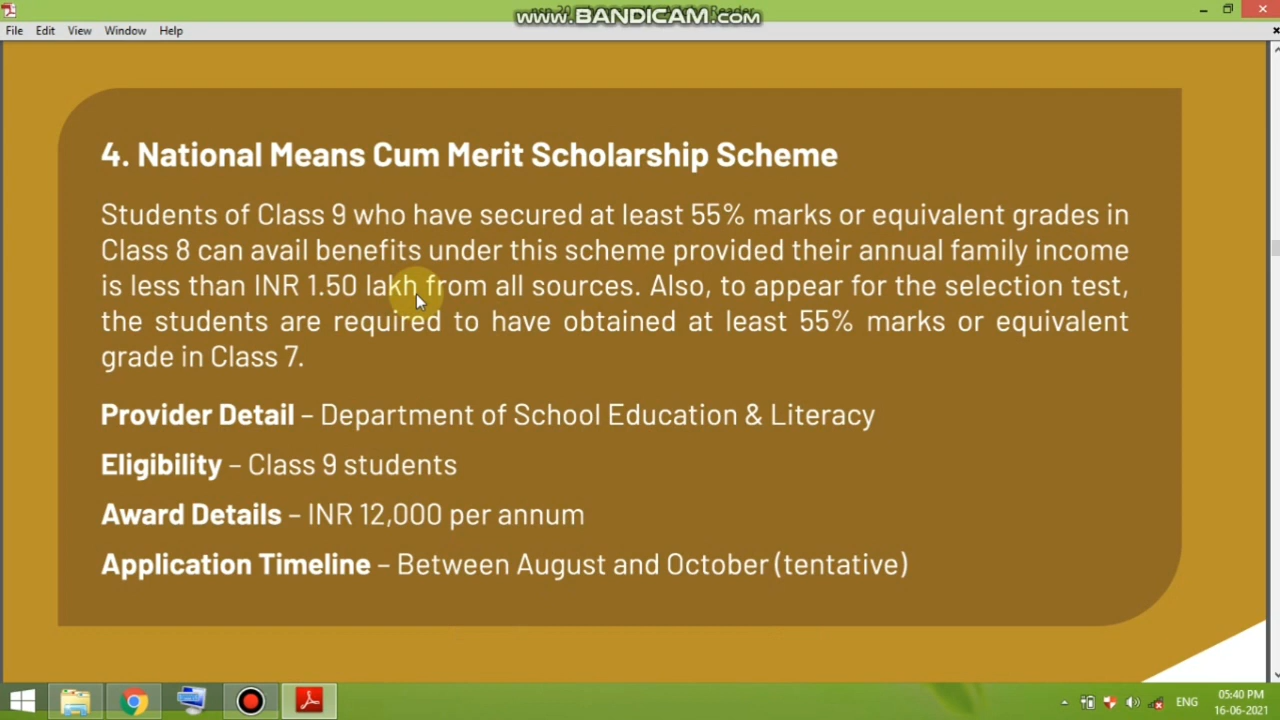 www.BANDICAM.com
File Edit View Window Help
4. National Means Cum Merit Scholarship Scheme
Students of Class 9 who have secured at least 55% marks or equivalent grades in
Class 8 can avail benefits under this scheme provided their annual family income
is less than INR 1.50 lakh from all sources. Also, to appear for the selection test,
the students are required to have obtained at least 55% marks or equivalent
grade in Class 7.
Provider Detail – Department of School Education & Literacy
Eligibility – Class 9 students
Award Details – INR 12,000 per annum
Application Timeline – Between August and October (tentative)
ENG
05:40 PM
16-06-2021